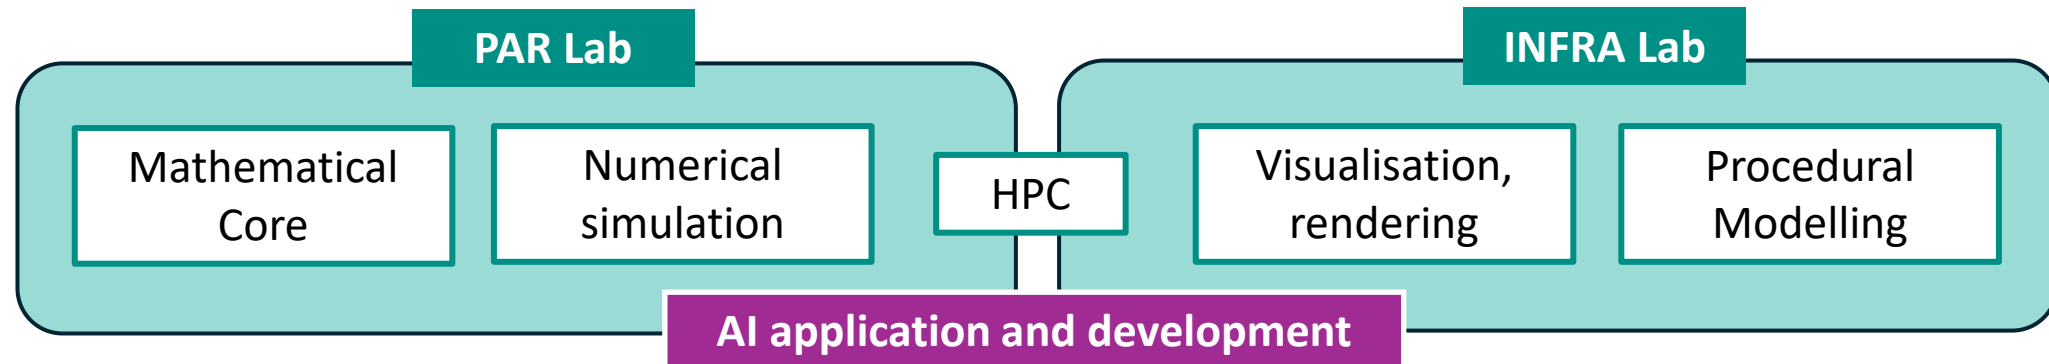 PAR Lab
INFRA Lab
Mathematical
Core
Numerical
simulation
HPC
Visualisation,
rendering
Procedural
Modelling
AI application and development